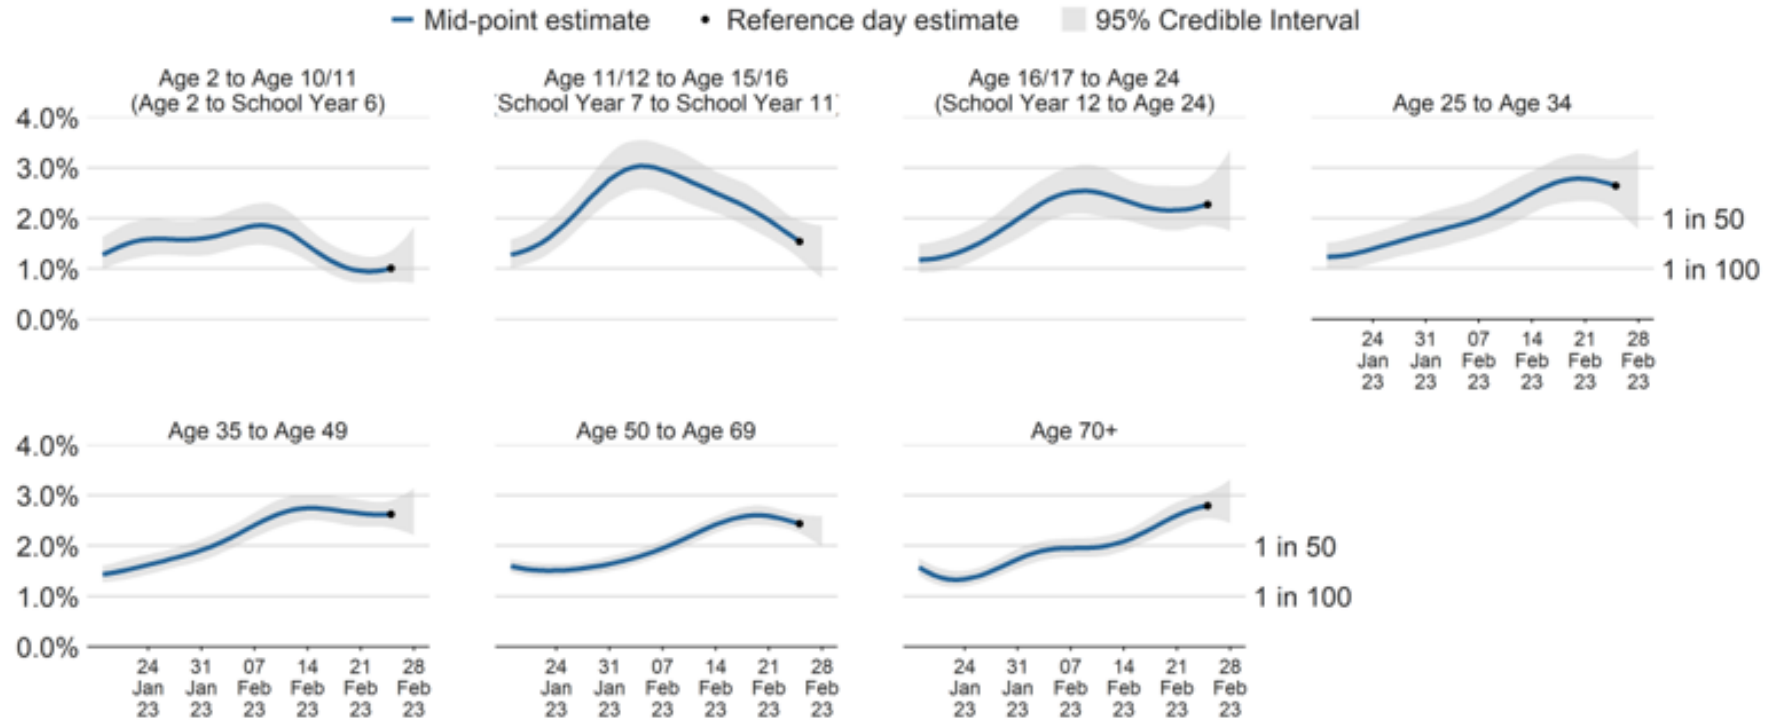 Mid-point estimate Reference day estimate 95% Credible Interval
Age 2 to Age 10/11
(Age 2 to School Year 6)
Age 11/12 to Age 15/16
(School Year 7 to School Year 11)
Age 16/17 to Age 24
(School Year 12 to Age 24)
Age 25 to Age 34
4.0%
3.0%
2.0%
1.0%
0.0%
1 in 50
1 in 100
24 31 07 14 21 28
Jan Jan Feb Feb Feb Feb
23 23 23 23 23 23
Age 35 to Age 49
Age 50 to Age 69
Age 70+
4.0%
3.0%
2.0%
1.0%
0.0%
1 in 50
1 in 100
24 31 07 14 21 28 24 31 07 14 21 28 24 31 07 14 21 28
Jan Jan Feb Feb Feb Feb Jan Jan Feb Feb Feb Feb Jan Jan Feb Feb Feb Feb
23 23 23 23 23 23 23 23 23 23 23 23 23 23 23 23 23 23